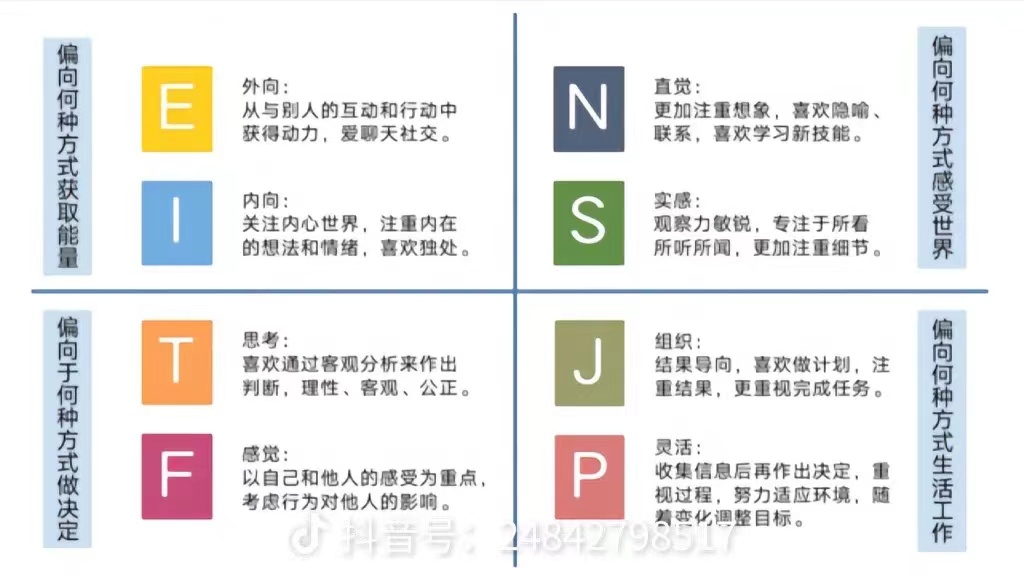 偏向何种方式获取能量
E
外向：
从与别人的互动和行动中
获得动力，爱聊天社交。
I
内向：
关注内心世界，注重内在
的想法和情绪，喜欢独处。
N
直觉：
更加注重想象，喜欢隐喻、
联系，喜欢学习新技能。
S
实感：
观察力敏锐，专注于所看
所听所闻，更加注重细节。
偏向何种方式感受世界
偏向于何种方式做决定
T
思考：
喜欢通过客观分析来作出
判断，理性、客观、公正。
F
感觉：
以自己和他人的感受为重点，
考虑行为对他人的影响。
J
组织：
结果导向，喜欢做计划，注
重结果，更重视完成任务。
P
灵活：
收集信息后再作出决定，重
视过程，努力适应环境，随
着变化调整目标。
偏向何种方式生活工作
抖音号：24842798517